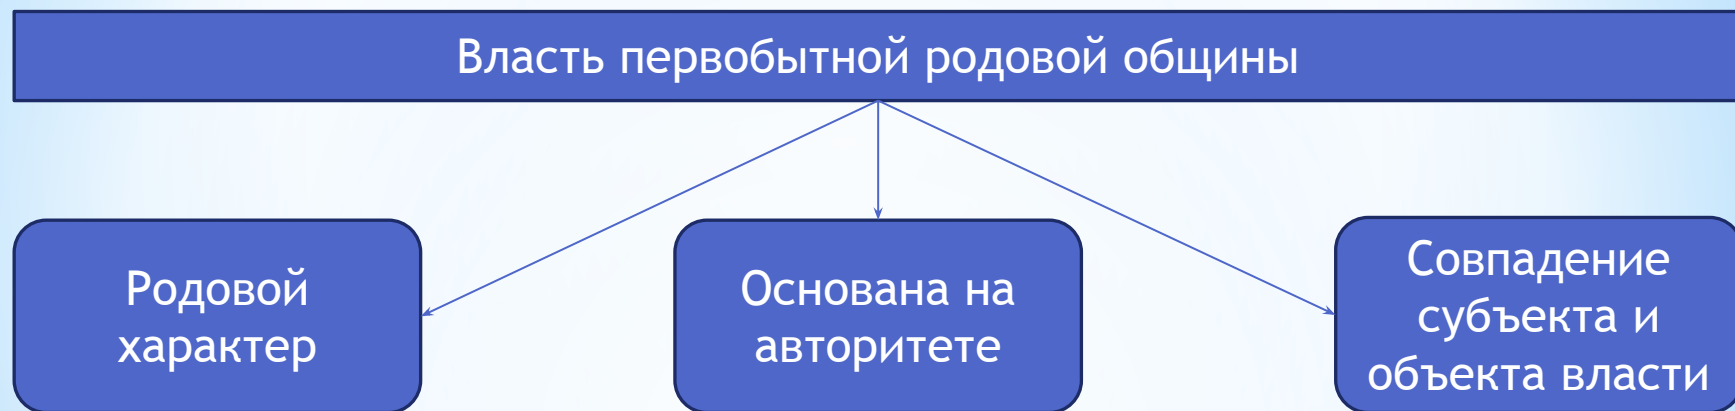 Власть первобытной родовой общины
Родовой
характер
Основана на
авторитете
Совпадение
субъекта и
объекта власти